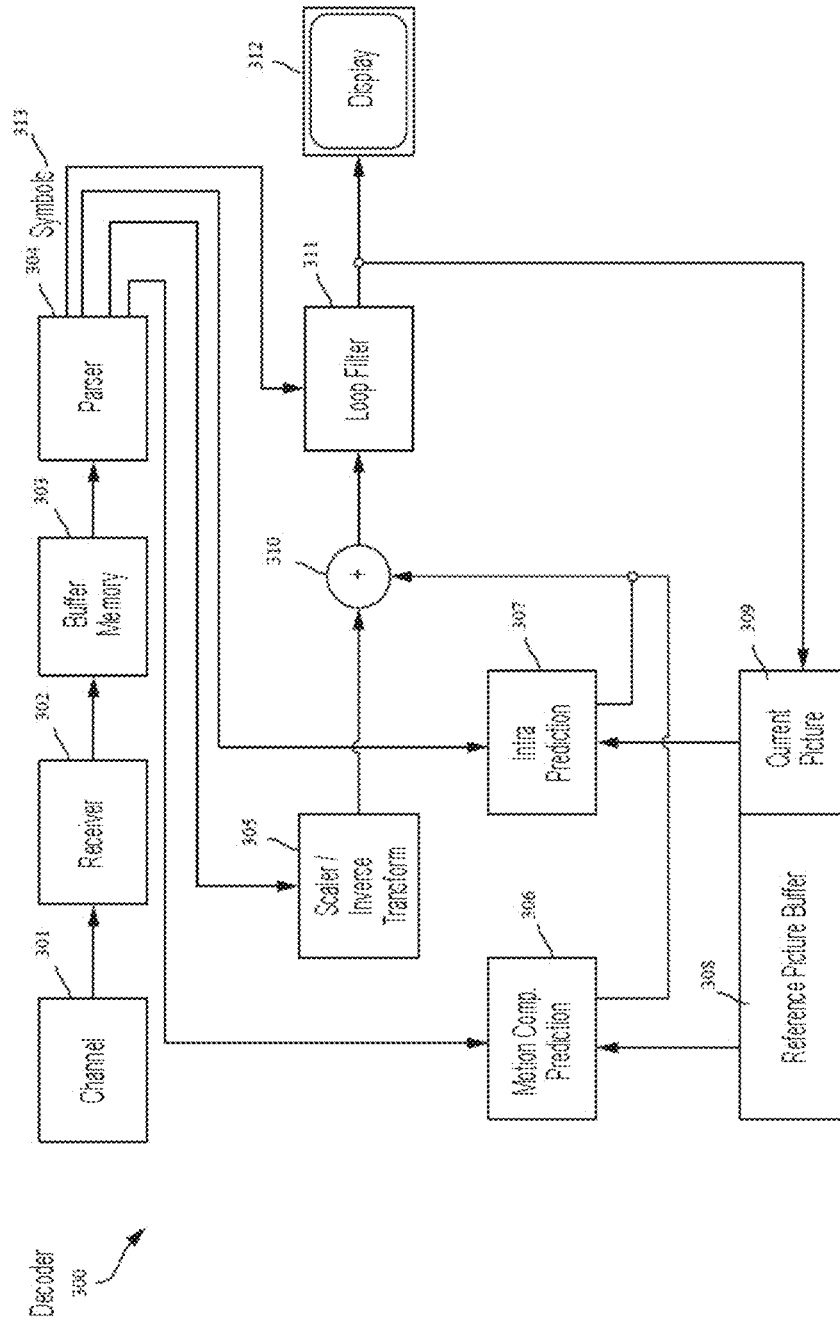 Decoder
300
Channel
301
Receiver
302
Buffer
Memory
303
Parser
304
Symbols
313
Scaler /
Inverse
Transform
305
Motion Comp.
Prediction
306
Intra
Prediction
307
Reference Picture Buffer
308
Current
Picture
309
+
310
Loop Filter
311
Display
312